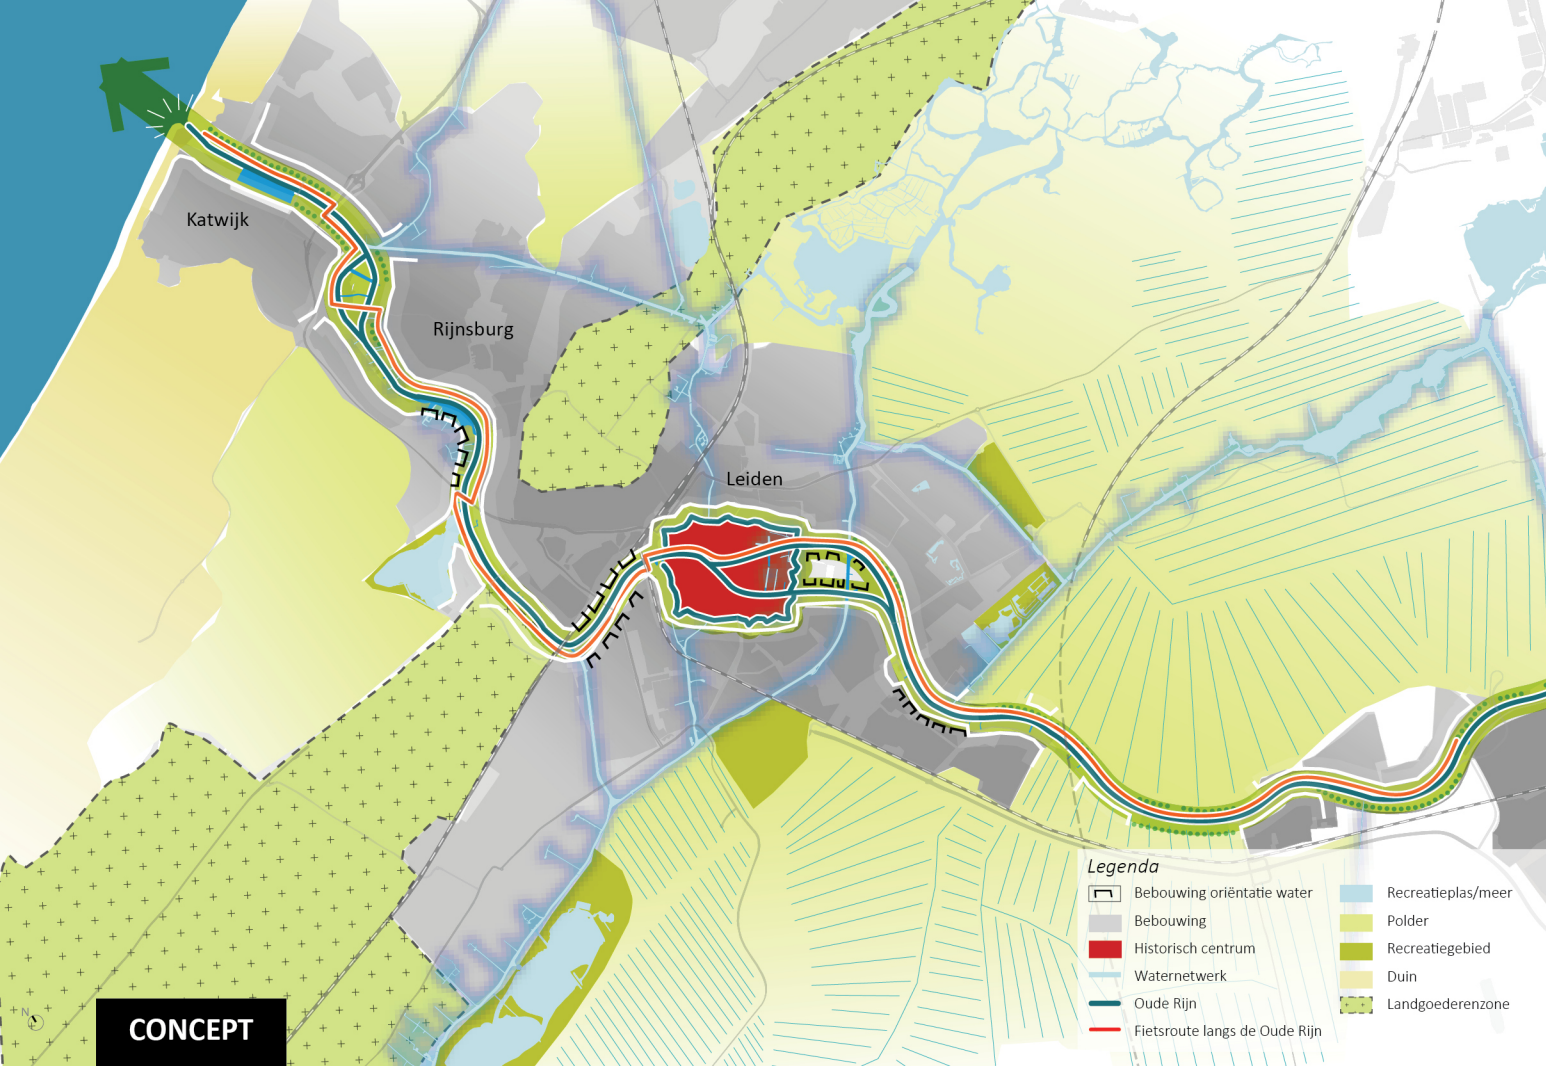 Katwijk
Rijnsburg
Leiden
Legenda
Bebouwing oriëntatie water
Bebouwing
Historisch centrum
Waternetwerk
Oude Rijn
Fietsroute langs de Oude Rijn
Recreatieplas/meer
Polder
Recreatiegebied
Duin
Landgoederenzone
N
CONCEPT